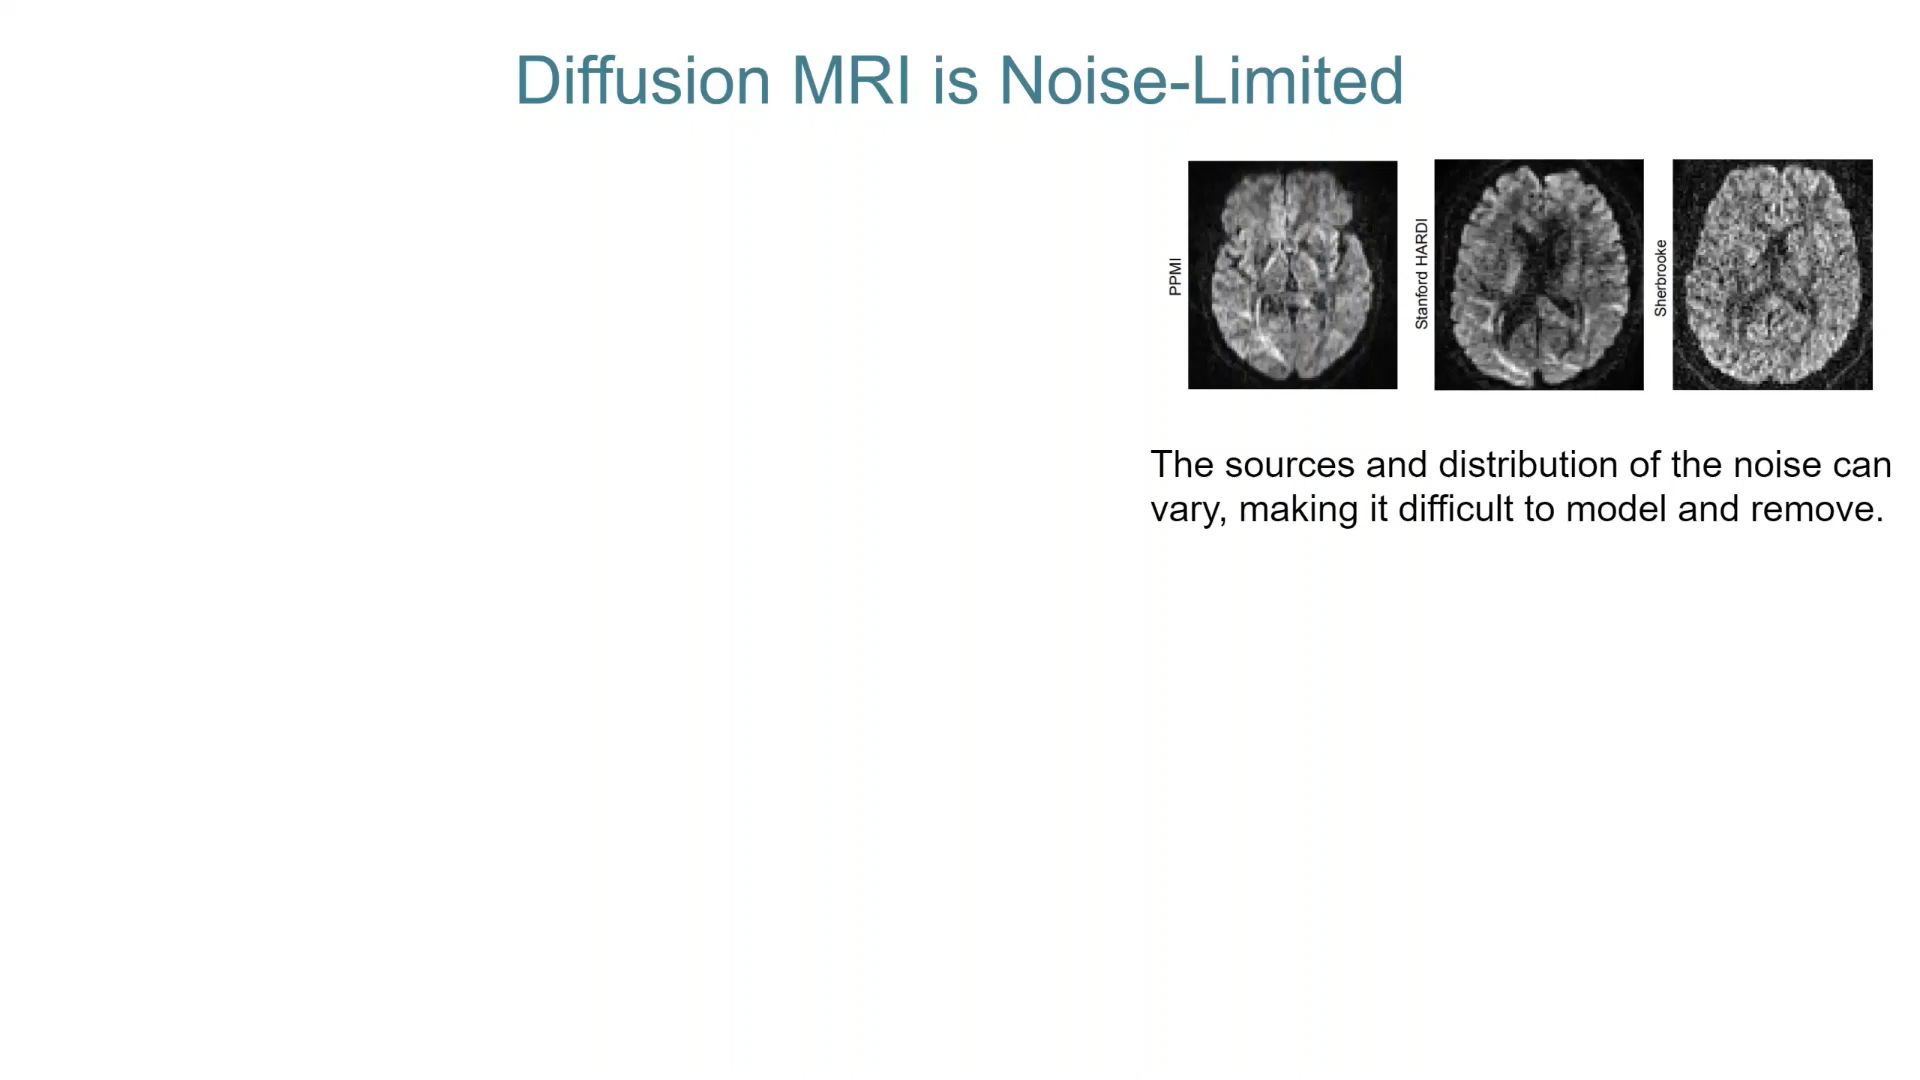 Diffusion MRI is Noise-Limited
PPMI
Stanford HARDI
Sherbrooke
The sources and distribution of the noise can
vary, making it difficult to model and remove.